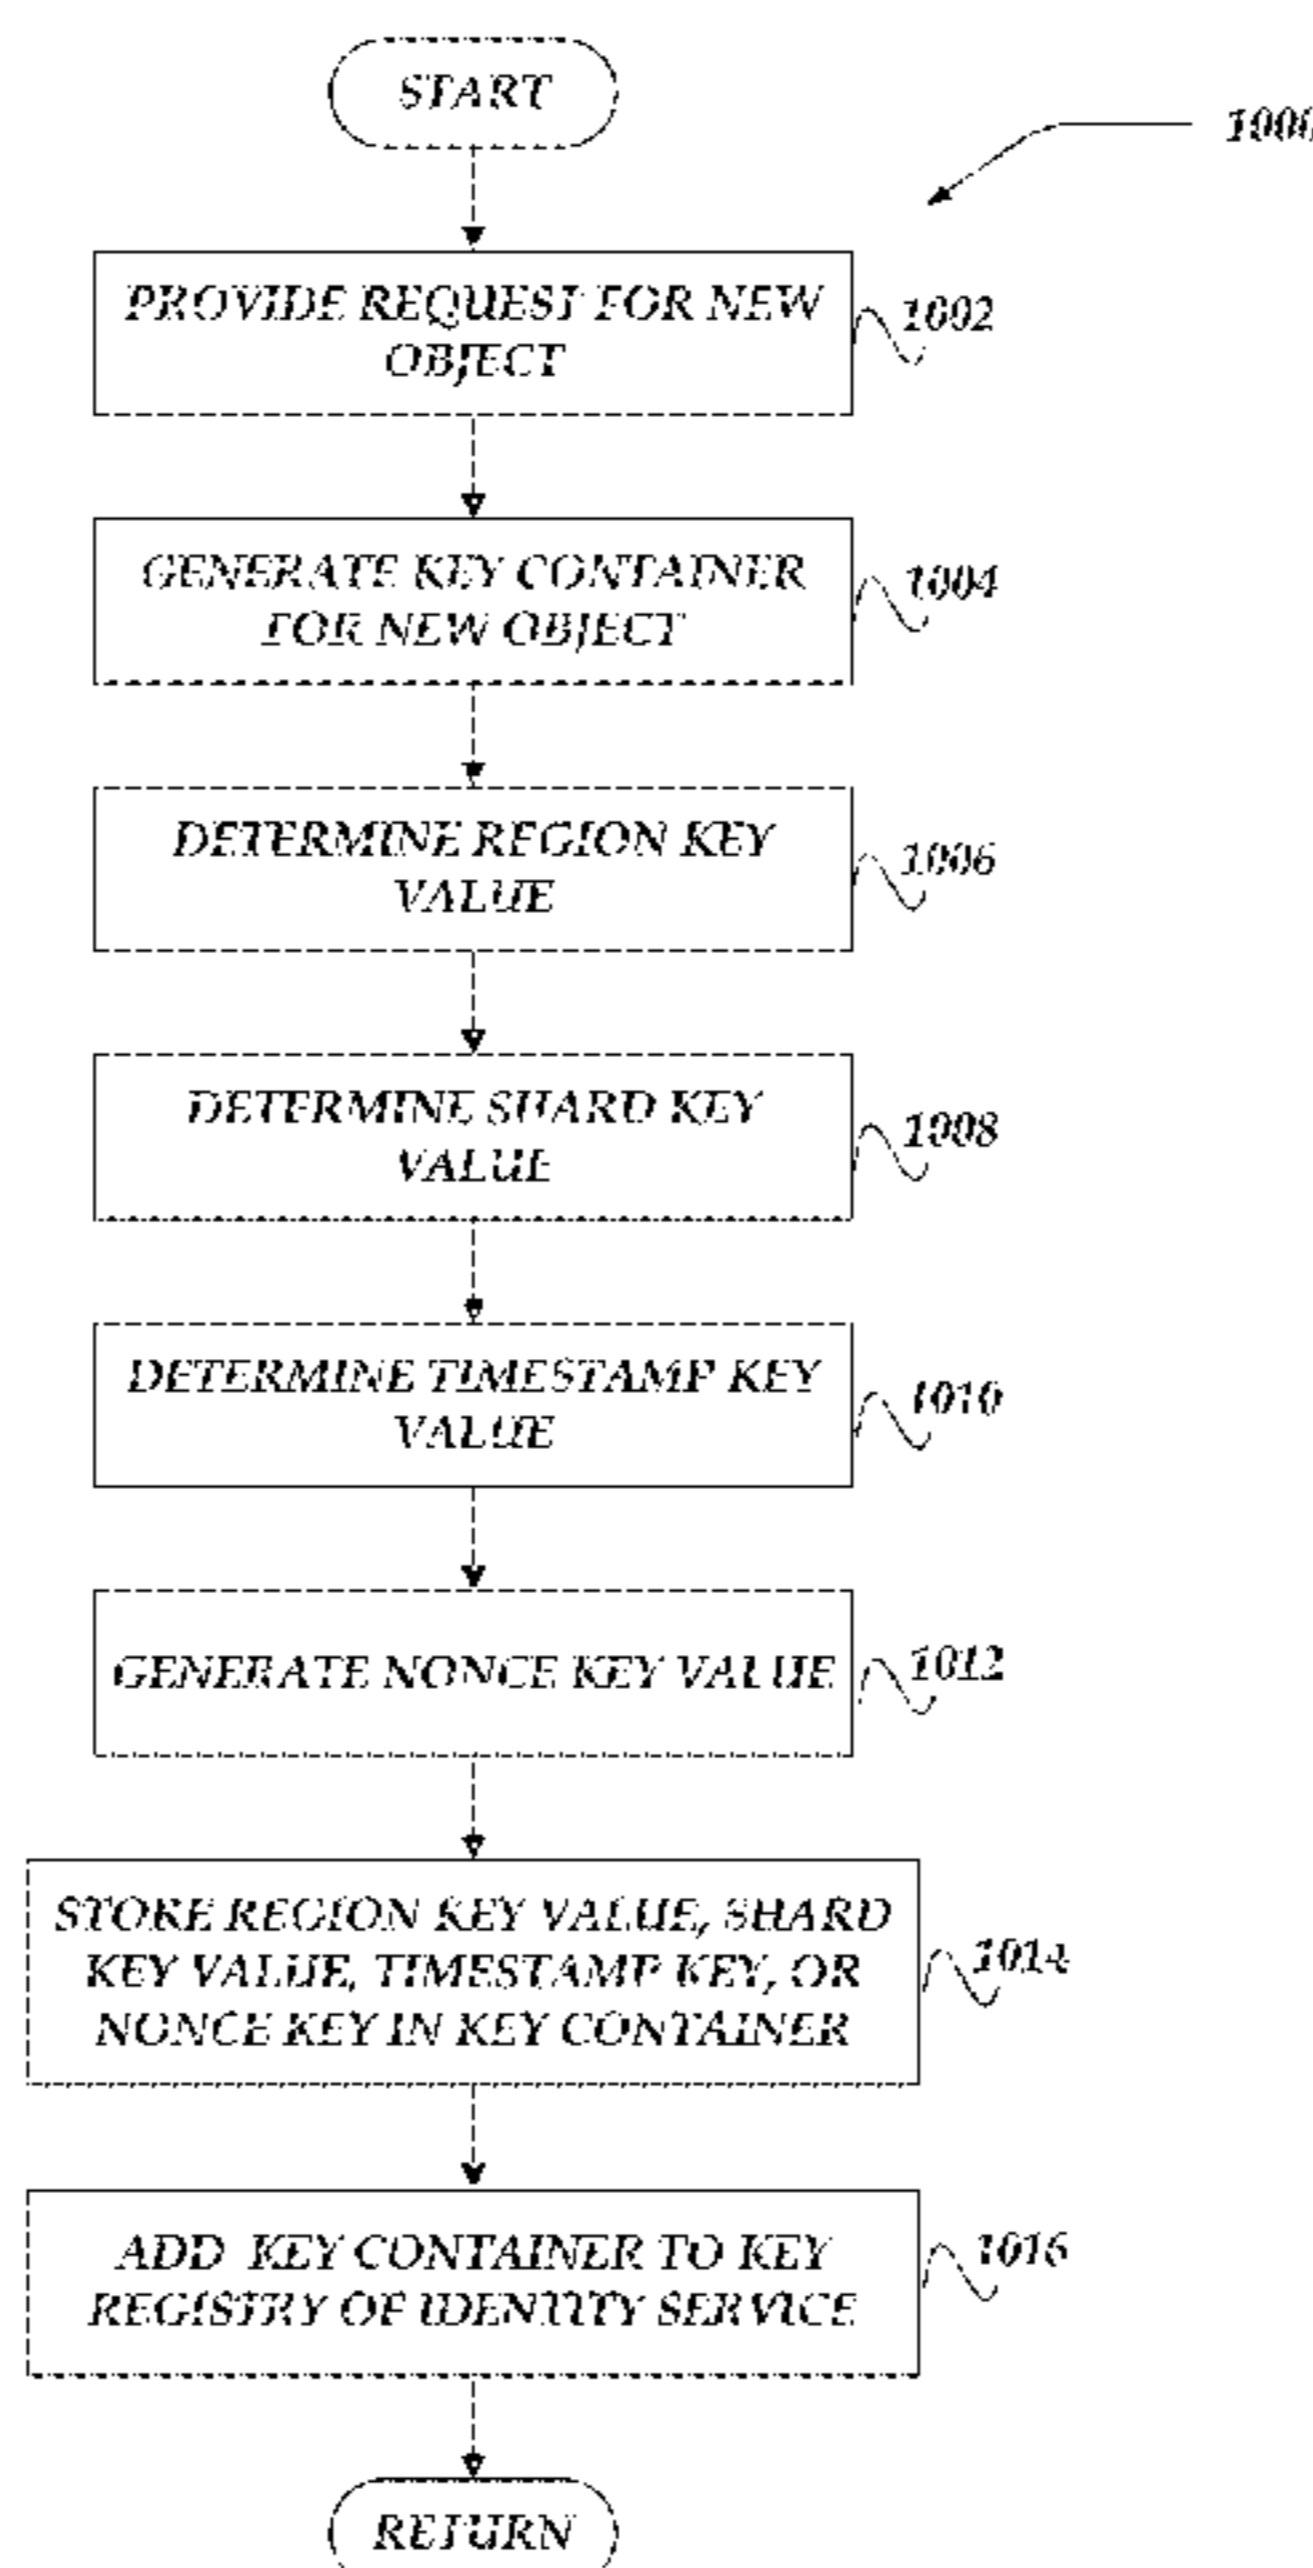 START
PROVIDE REQUEST FOR NEW
OBJECT
1002
GENERATE KEY CONTAINER
FOR NEW OBJECT
1004
DETERMINE REGION KEY
VALUE
1006
DETERMINE SHARD KEY
VALUE
1008
DETERMINE TIMESTAMP KEY
VALUE
1010
GENERATE NONCE KEY VALUE
1012
STORE REGION KEY VALUE, SHARD
KEY VALUE, TIMESTAMP KEY, OR
NONCE KEY IN KEY CONTAINER
1014
ADD KEY CONTAINER TO KEY
REGISTRY OF IDENTITY SERVICE
1016
RETURN